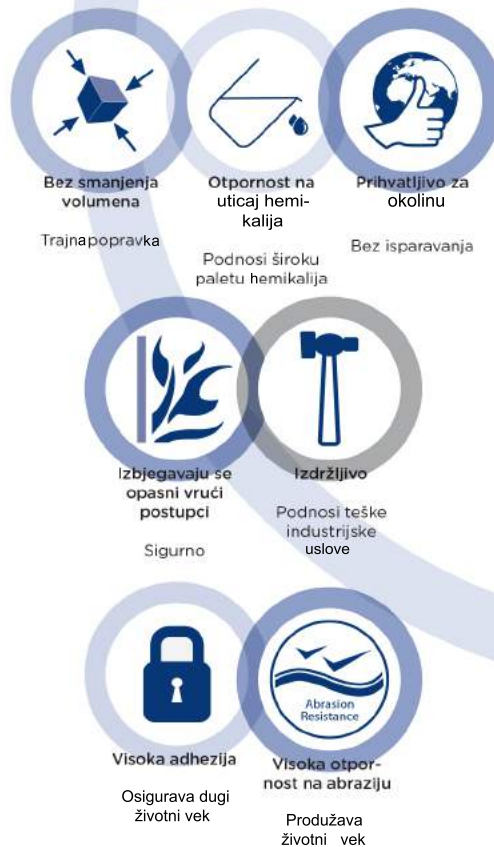 Bez smanjenja
volumena
Trajnapopravka
Otpornost na
uticaj hemi-
kalija
Podnosi široku
paletu hemikalija
Prihvatljivo za
okolinu
Bez isparavanja
Izbjegavaju se
opasni vrući
postupci
Sigurno
Izdržljivo
Podnosi teške
industrijske
uslove
Visoka adhezija
Osigurava dugi
životni vek
Abrasion
Resistance
Visoka otpor-
nost na abraziju
Produžava
životni vek